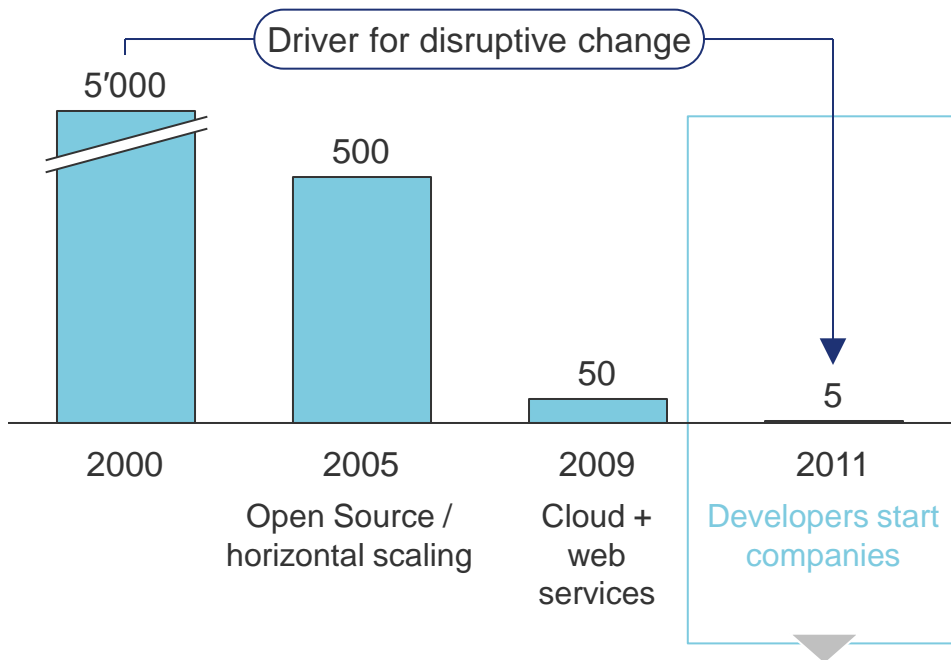 Driver for disruptive change
5′000
500
50
5
2000
2005
2009
2011
Open Source /
horizontal scaling
Cloud +
web
services
Developers start
companies